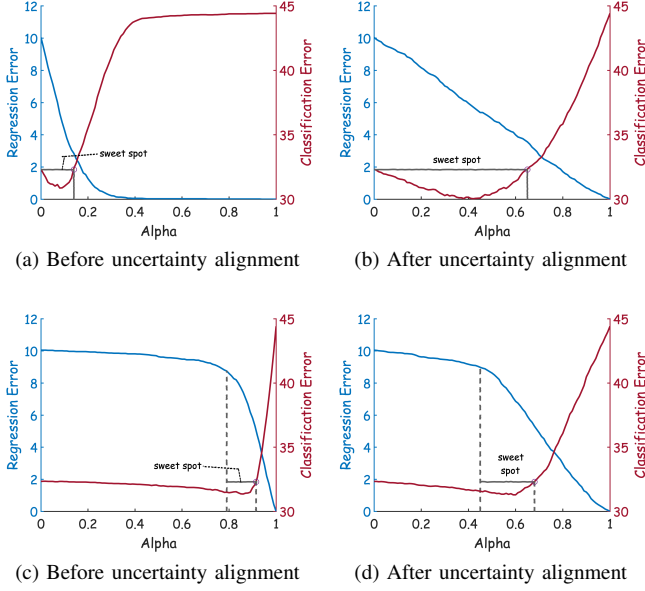 12
10
8
6
4
2
0
Regression Error
45
40
35
30
Classification Error
sweet spot
0 0.2 0.4 0.6 0.8 1
Alpha
(a) Before uncertainty alignment
12
10
8
6
4
2
0
Regression Error
45
40
35
30
Classification Error
sweet spot
0 0.2 0.4 0.6 0.8 1
Alpha
(b) After uncertainty alignment
12
10
8
6
4
2
0
Regression Error
45
40
35
30
Classification Error
sweet spot
0 0.2 0.4 0.6 0.8 1
Alpha
(c) Before uncertainty alignment
12
10
8
6
4
2
0
Regression Error
45
40
35
30
Classification Error
sweet
spot
0 0.2 0.4 0.6 0.8 1
Alpha
(d) After uncertainty alignment